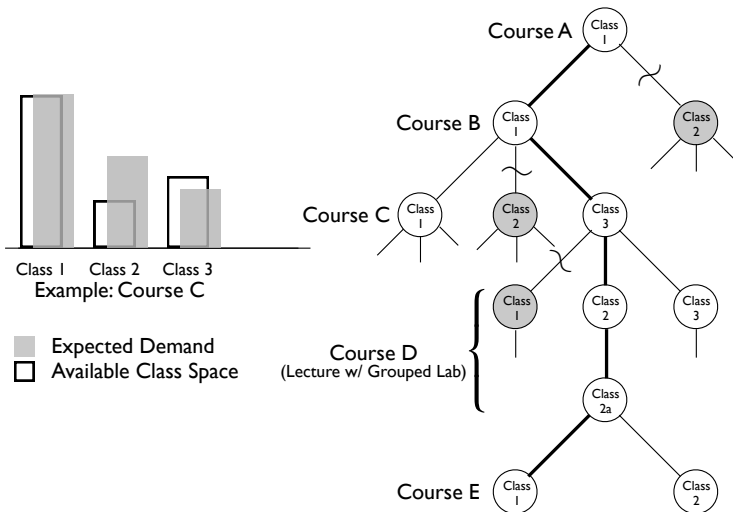 Class 1 Class 2 Class 3
Example: Course C
Expected Demand
Available Class Space
Course A
Class
1
Course B
Class
1
Class
2
Course C
Class
1
Class
2
Class
3
Course D
(Lecture w/ Grouped Lab)
Class
1
Class
2
Class
3
Class
2a
Course E
Class
1
Class
2